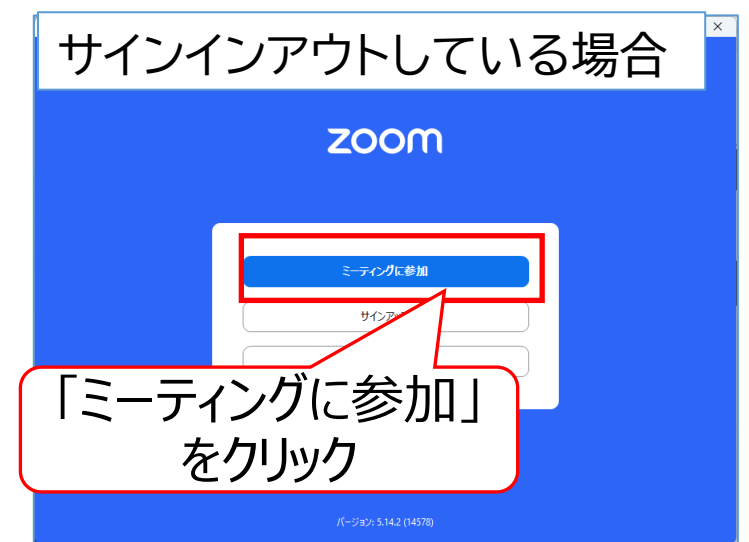 サインインアウトしている場合
zoom
ミーティングに参加
サインアップ
「ミーティングに参加」
をクリック
バージョン: 5.14.2 (14578)